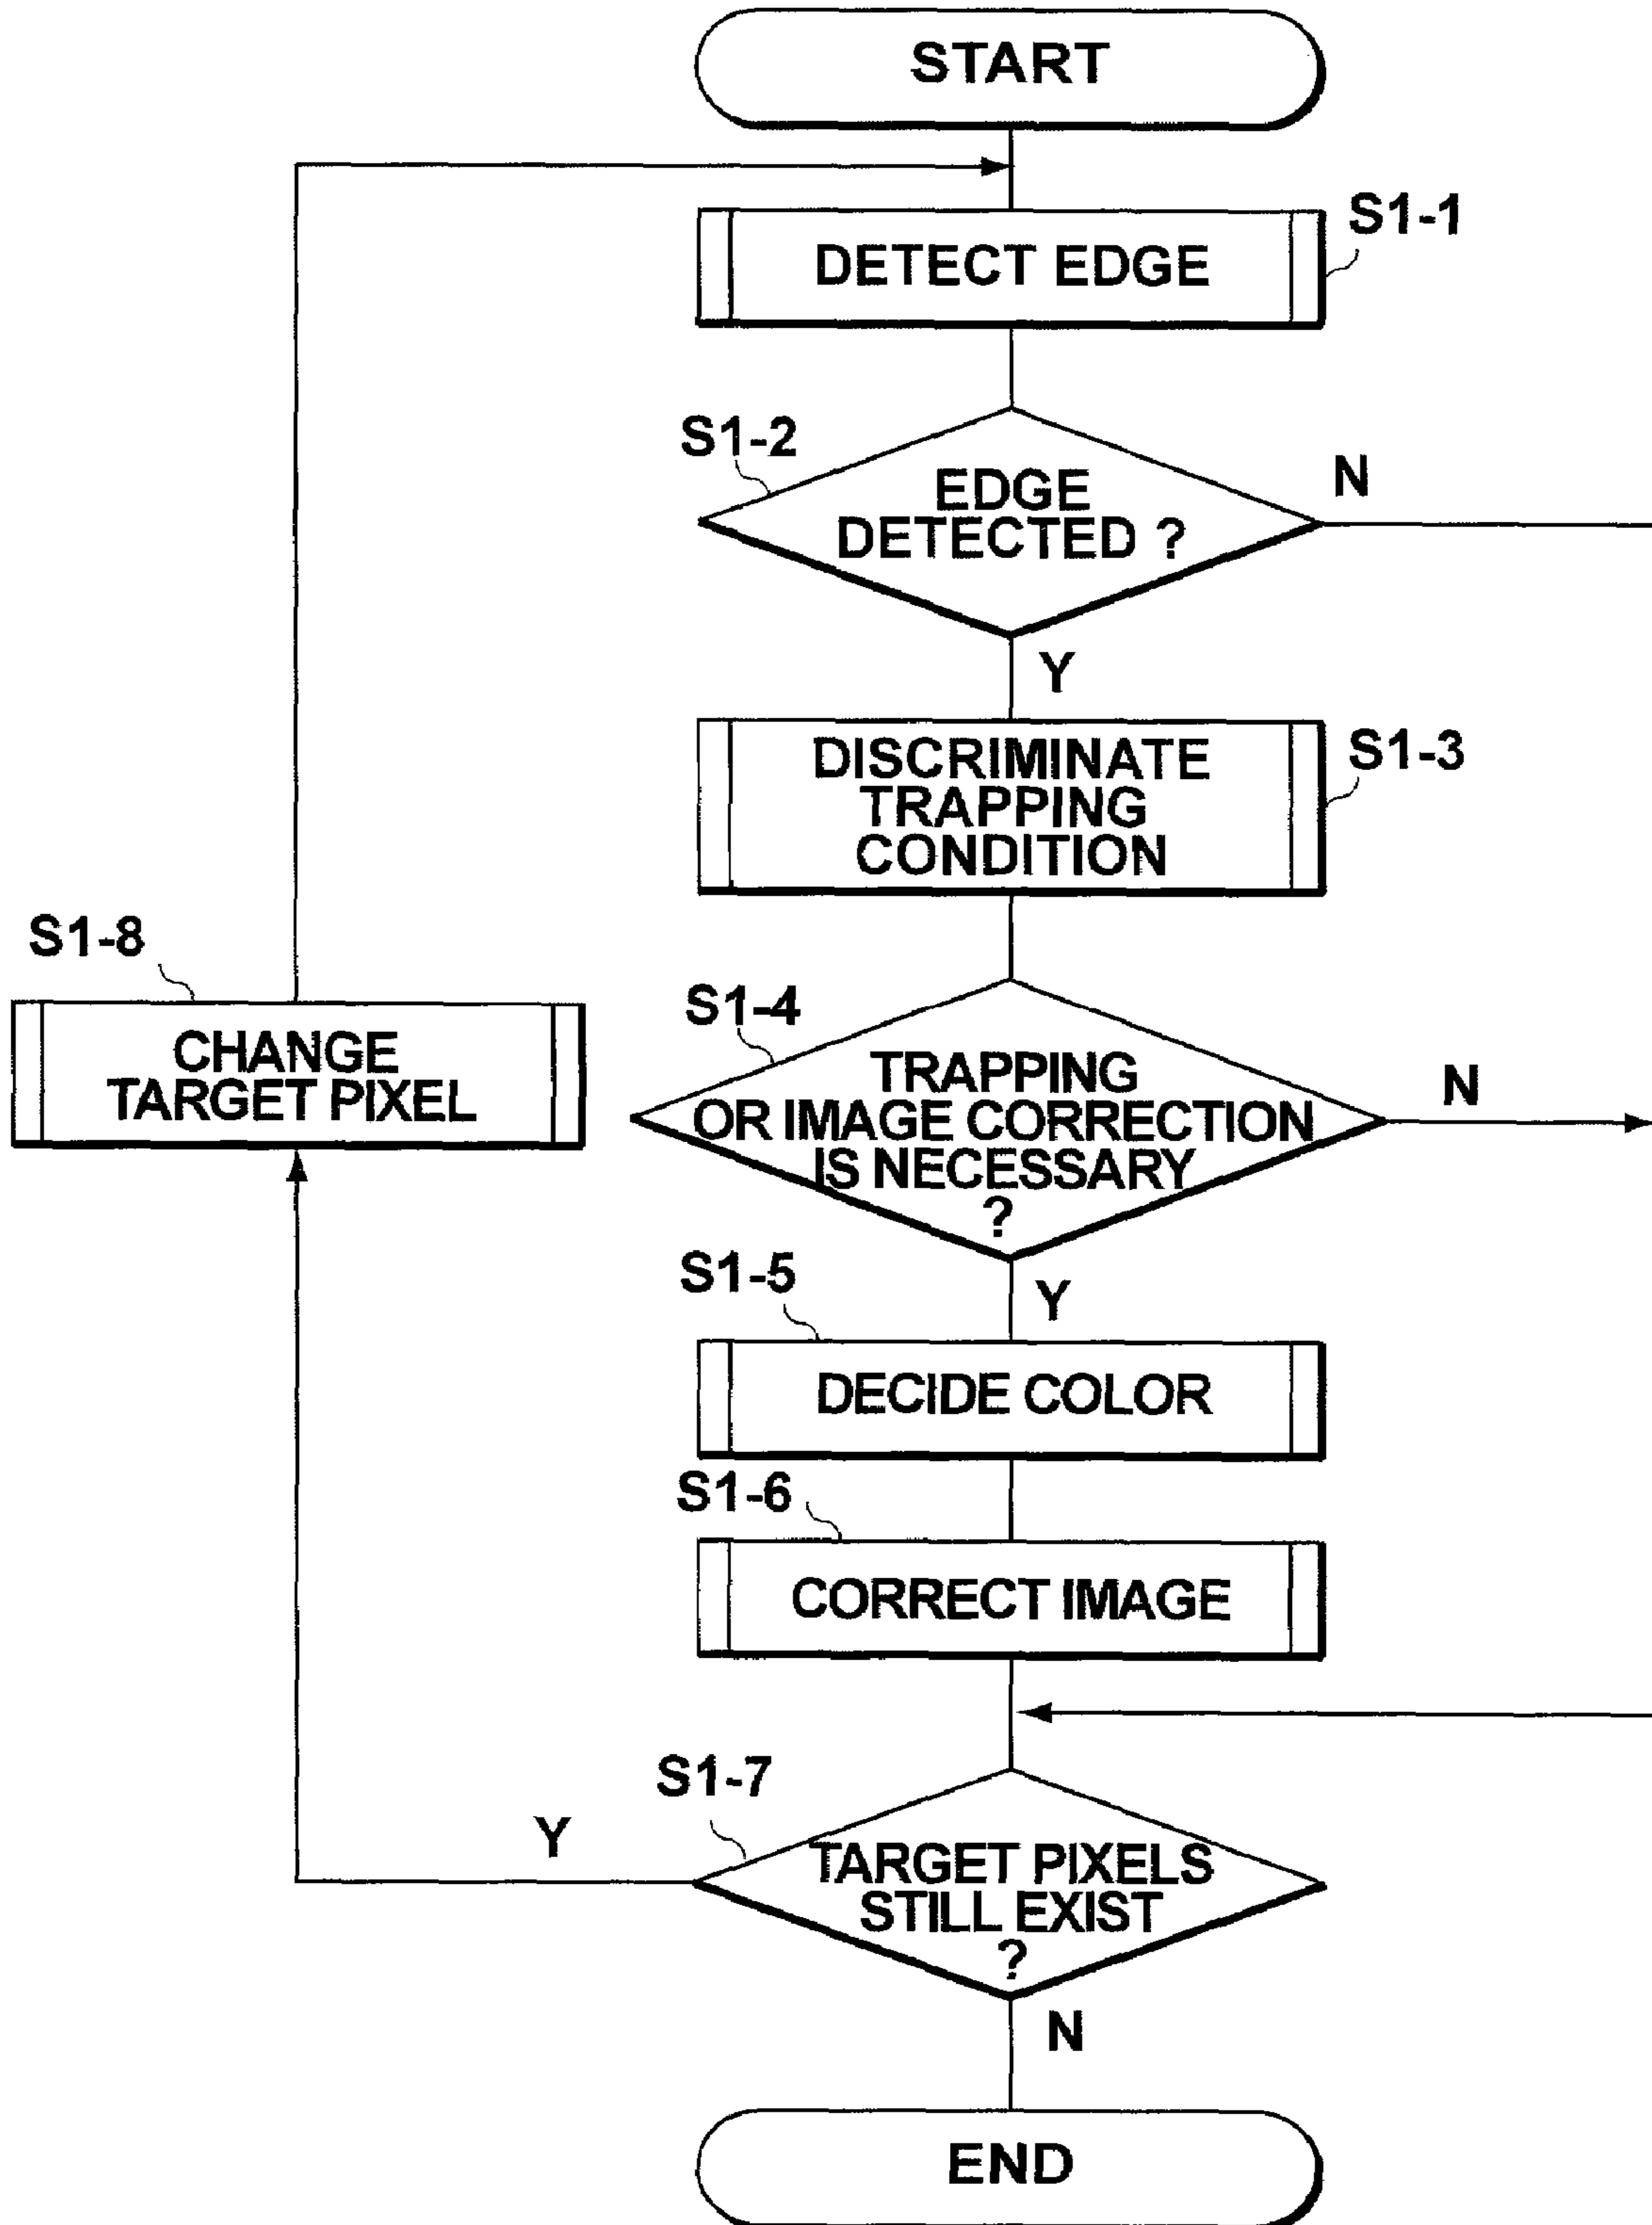 START
S1-1
DETECT EDGE
S1-2
EDGE
DETECTED ?
N
Y
DISCRIMINATE
TRAPPING
CONDITION
S1-3
S1-8
CHANGE
TARGET PIXEL
S1-4
TRAPPING
OR IMAGE CORRECTION
IS NECESSARY
?
N
Y
S1-5
DECIDE COLOR
S1-6
CORRECT IMAGE
S1-7
Y
TARGET PIXELS
STILL EXIST
?
N
END